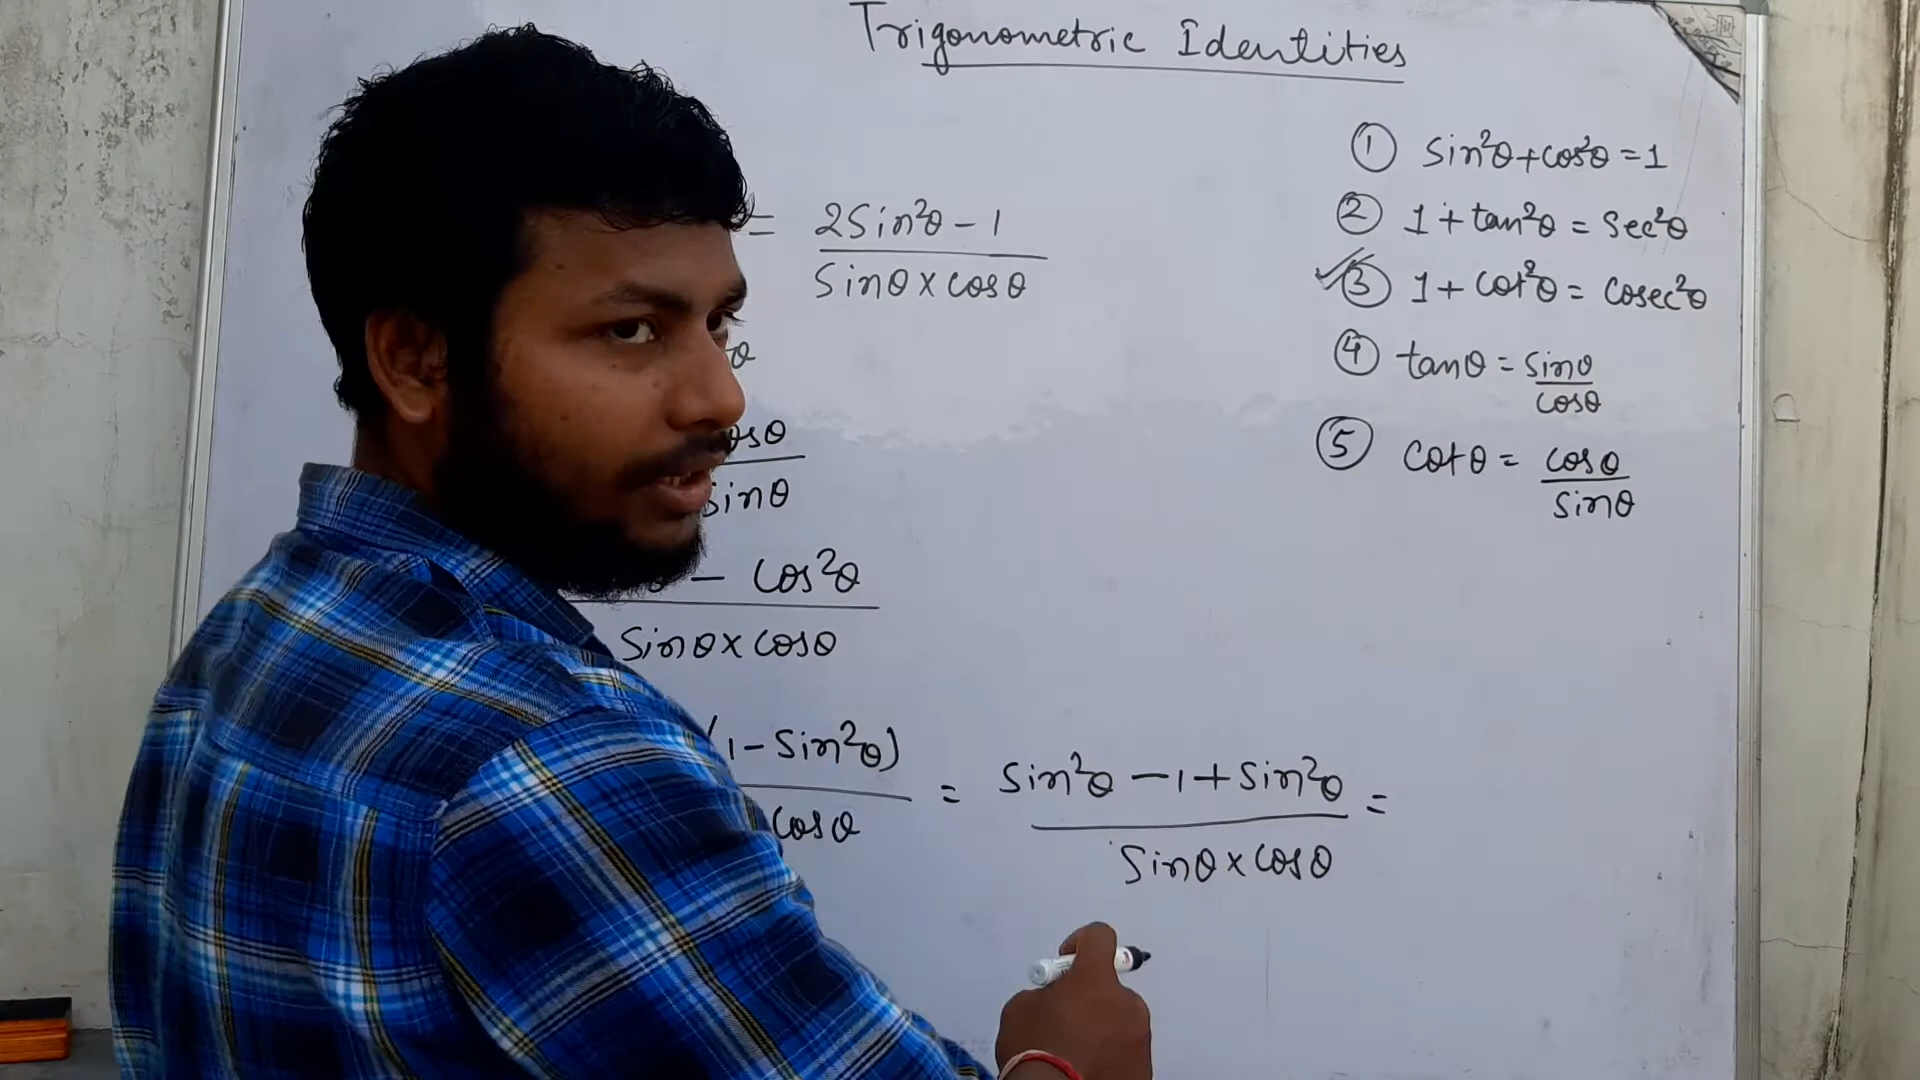 Trigonometric Identities
= 2Sin²θ - 1
Sinθ x cosθ
θ
osθ
sinθ
- Cos²θ
Sinθ x cosθ
(1 - Sin²θ)
Cosθ
= Sin²θ - 1 + Sin²θ =
Sinθ x cosθ
① Sin²θ + cos²θ = 1
② 1 + tan²θ = Sec²θ
✓③ 1 + cot²θ = Cosec²θ
④ tanθ = Sinθ
cosθ
⑤ Cotθ = cosθ
Sinθ